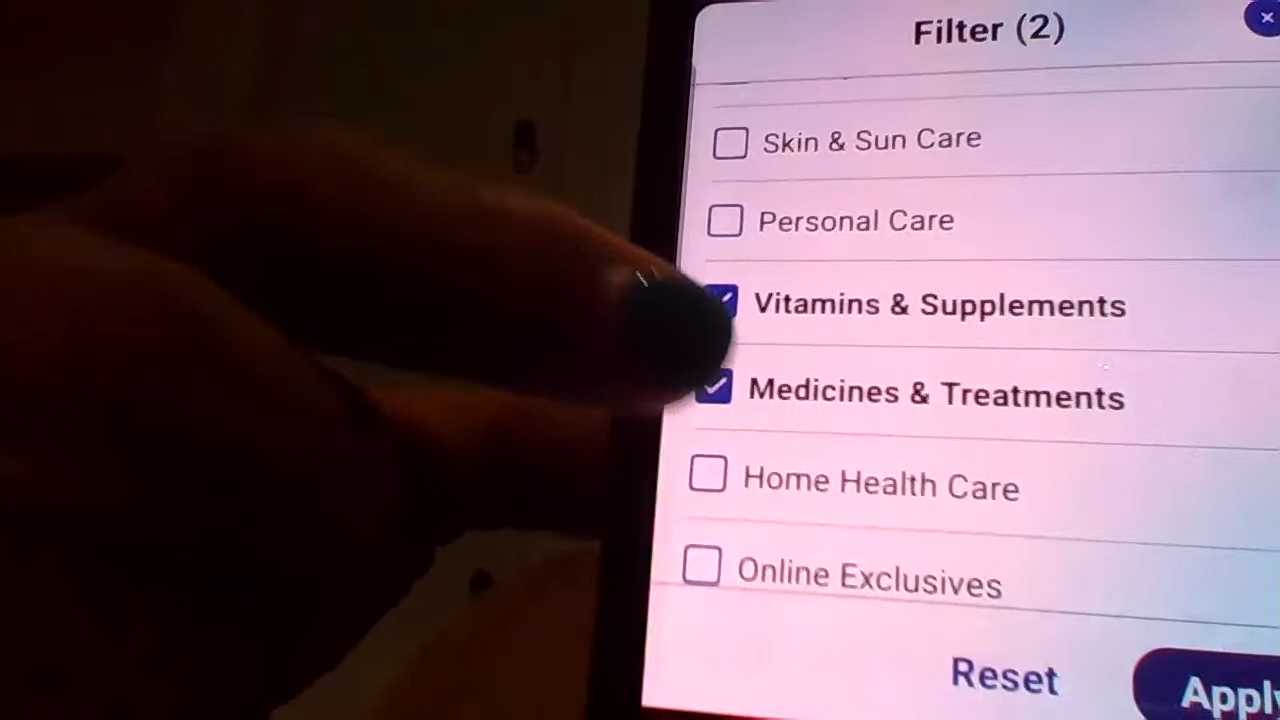 Filter (2)
Skin & Sun Care
Personal Care
Vitamins & Supplements
Medicines & Treatments
Home Health Care
Online Exclusives
Reset
Apply